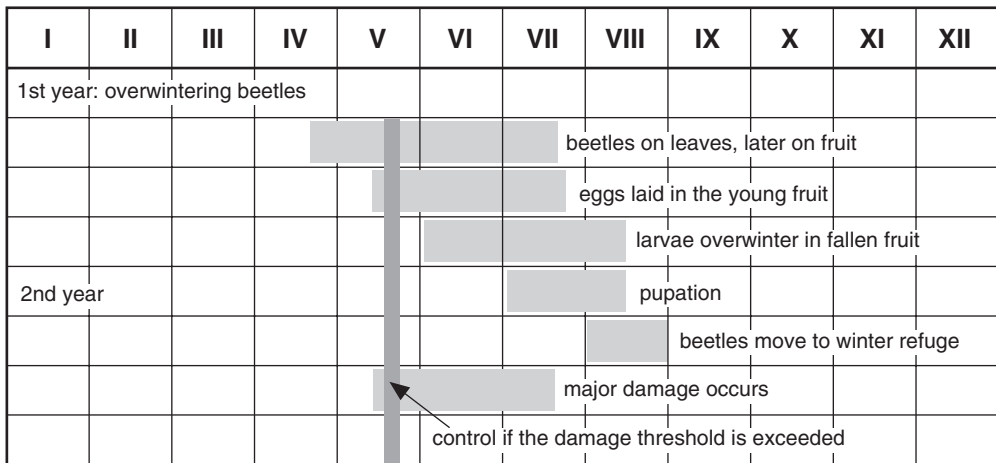 I II III IV V VI VII VIII IX X XI XII
1st year: overwintering beetles
beetles on leaves, later on fruit
eggs laid in the young fruit
larvae overwinter in fallen fruit
2nd year pupation
beetles move to winter refuge
major damage occurs
control if the damage threshold is exceeded